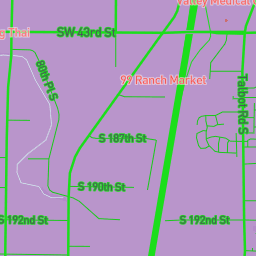 Valley Medical C
SW 43rd St
g Thai
80th Pl S
99 Ranch Market
Talbot Rd S
S 187th St
S 190th St
S 192nd St
S 192nd St